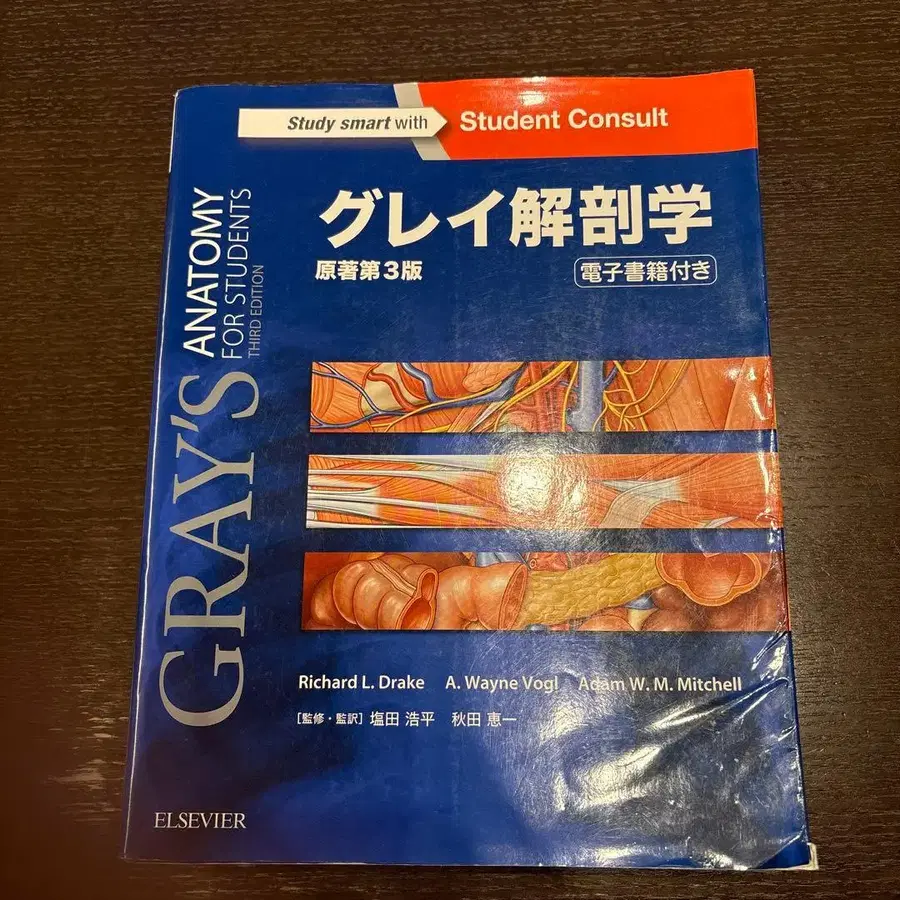 Study smart with Student Consult
グレイ解剖学
原著第3版 電子書籍付き
GRAY'S ANATOMY
FOR STUDENTS
THIRD EDITION
Richard L. Drake A. Wayne Vogl Adam W. M. Mitchell
[監修・監訳] 塩田 浩平 秋田 恵一
ELSEVIER